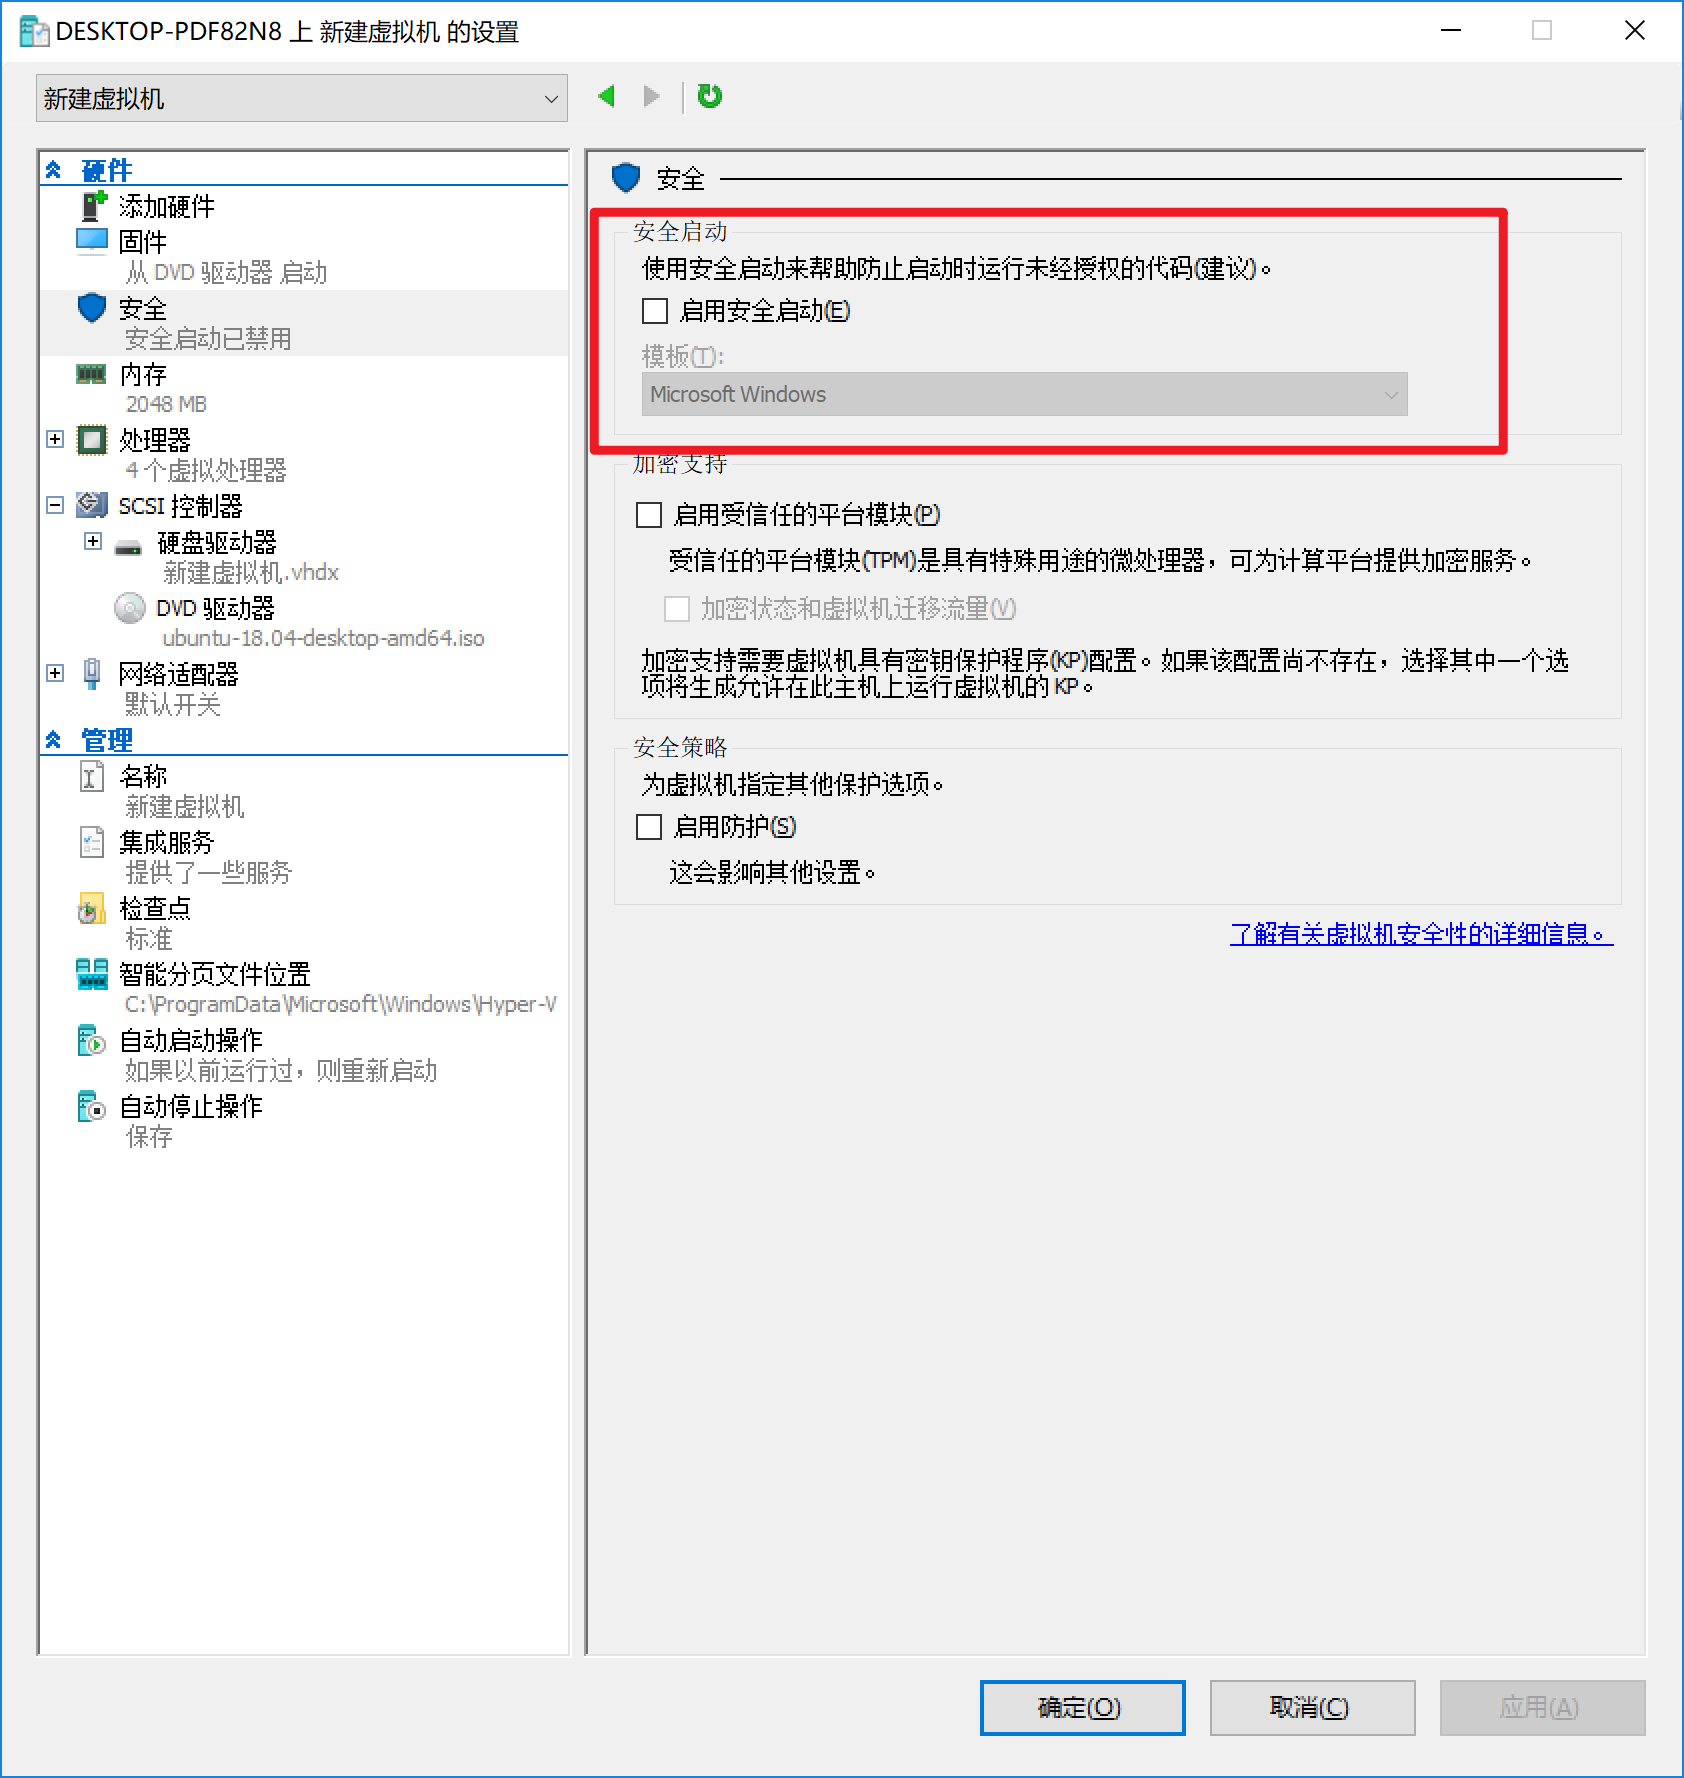 DESKTOP-PDF82N8 上 新建虚拟机 的设置
新建虚拟机
硬件
添加硬件
固件
从 DVD 驱动器 启动
安全
安全启动已禁用
内存
2048 MB
处理器
4 个虚拟处理器
SCSI 控制器
硬盘驱动器
新建虚拟机.vhdx
DVD 驱动器
ubuntu-18.04-desktop-amd64.iso
网络适配器
默认开关
管理
名称
新建虚拟机
集成服务
提供了一些服务
检查点
标准
智能分页文件位置
C:\ProgramData\Microsoft\Windows\Hyper-V
自动启动操作
如果以前运行过，则重新启动
自动停止操作
保存
安全
安全启动
使用安全启动来帮助防止启动时运行未经授权的代码(建议)。
启用安全启动(E)
模板(T):
Microsoft Windows
加密支持
启用受信任的平台模块(P)
受信任的平台模块(TPM)是具有特殊用途的微处理器，可为计算平台提供加密服务。
加密状态和虚拟机迁移流量(V)
加密支持需要虚拟机具有密钥保护程序(KP)配置。如果该配置尚不存在，选择其中一个选
项将生成允许在此主机上运行虚拟机的 KP。
安全策略
为虚拟机指定其他保护选项。
启用防护(S)
这会影响其他设置。
了解有关虚拟机安全性的详细信息。
确定(O)
取消(C)
应用(A)